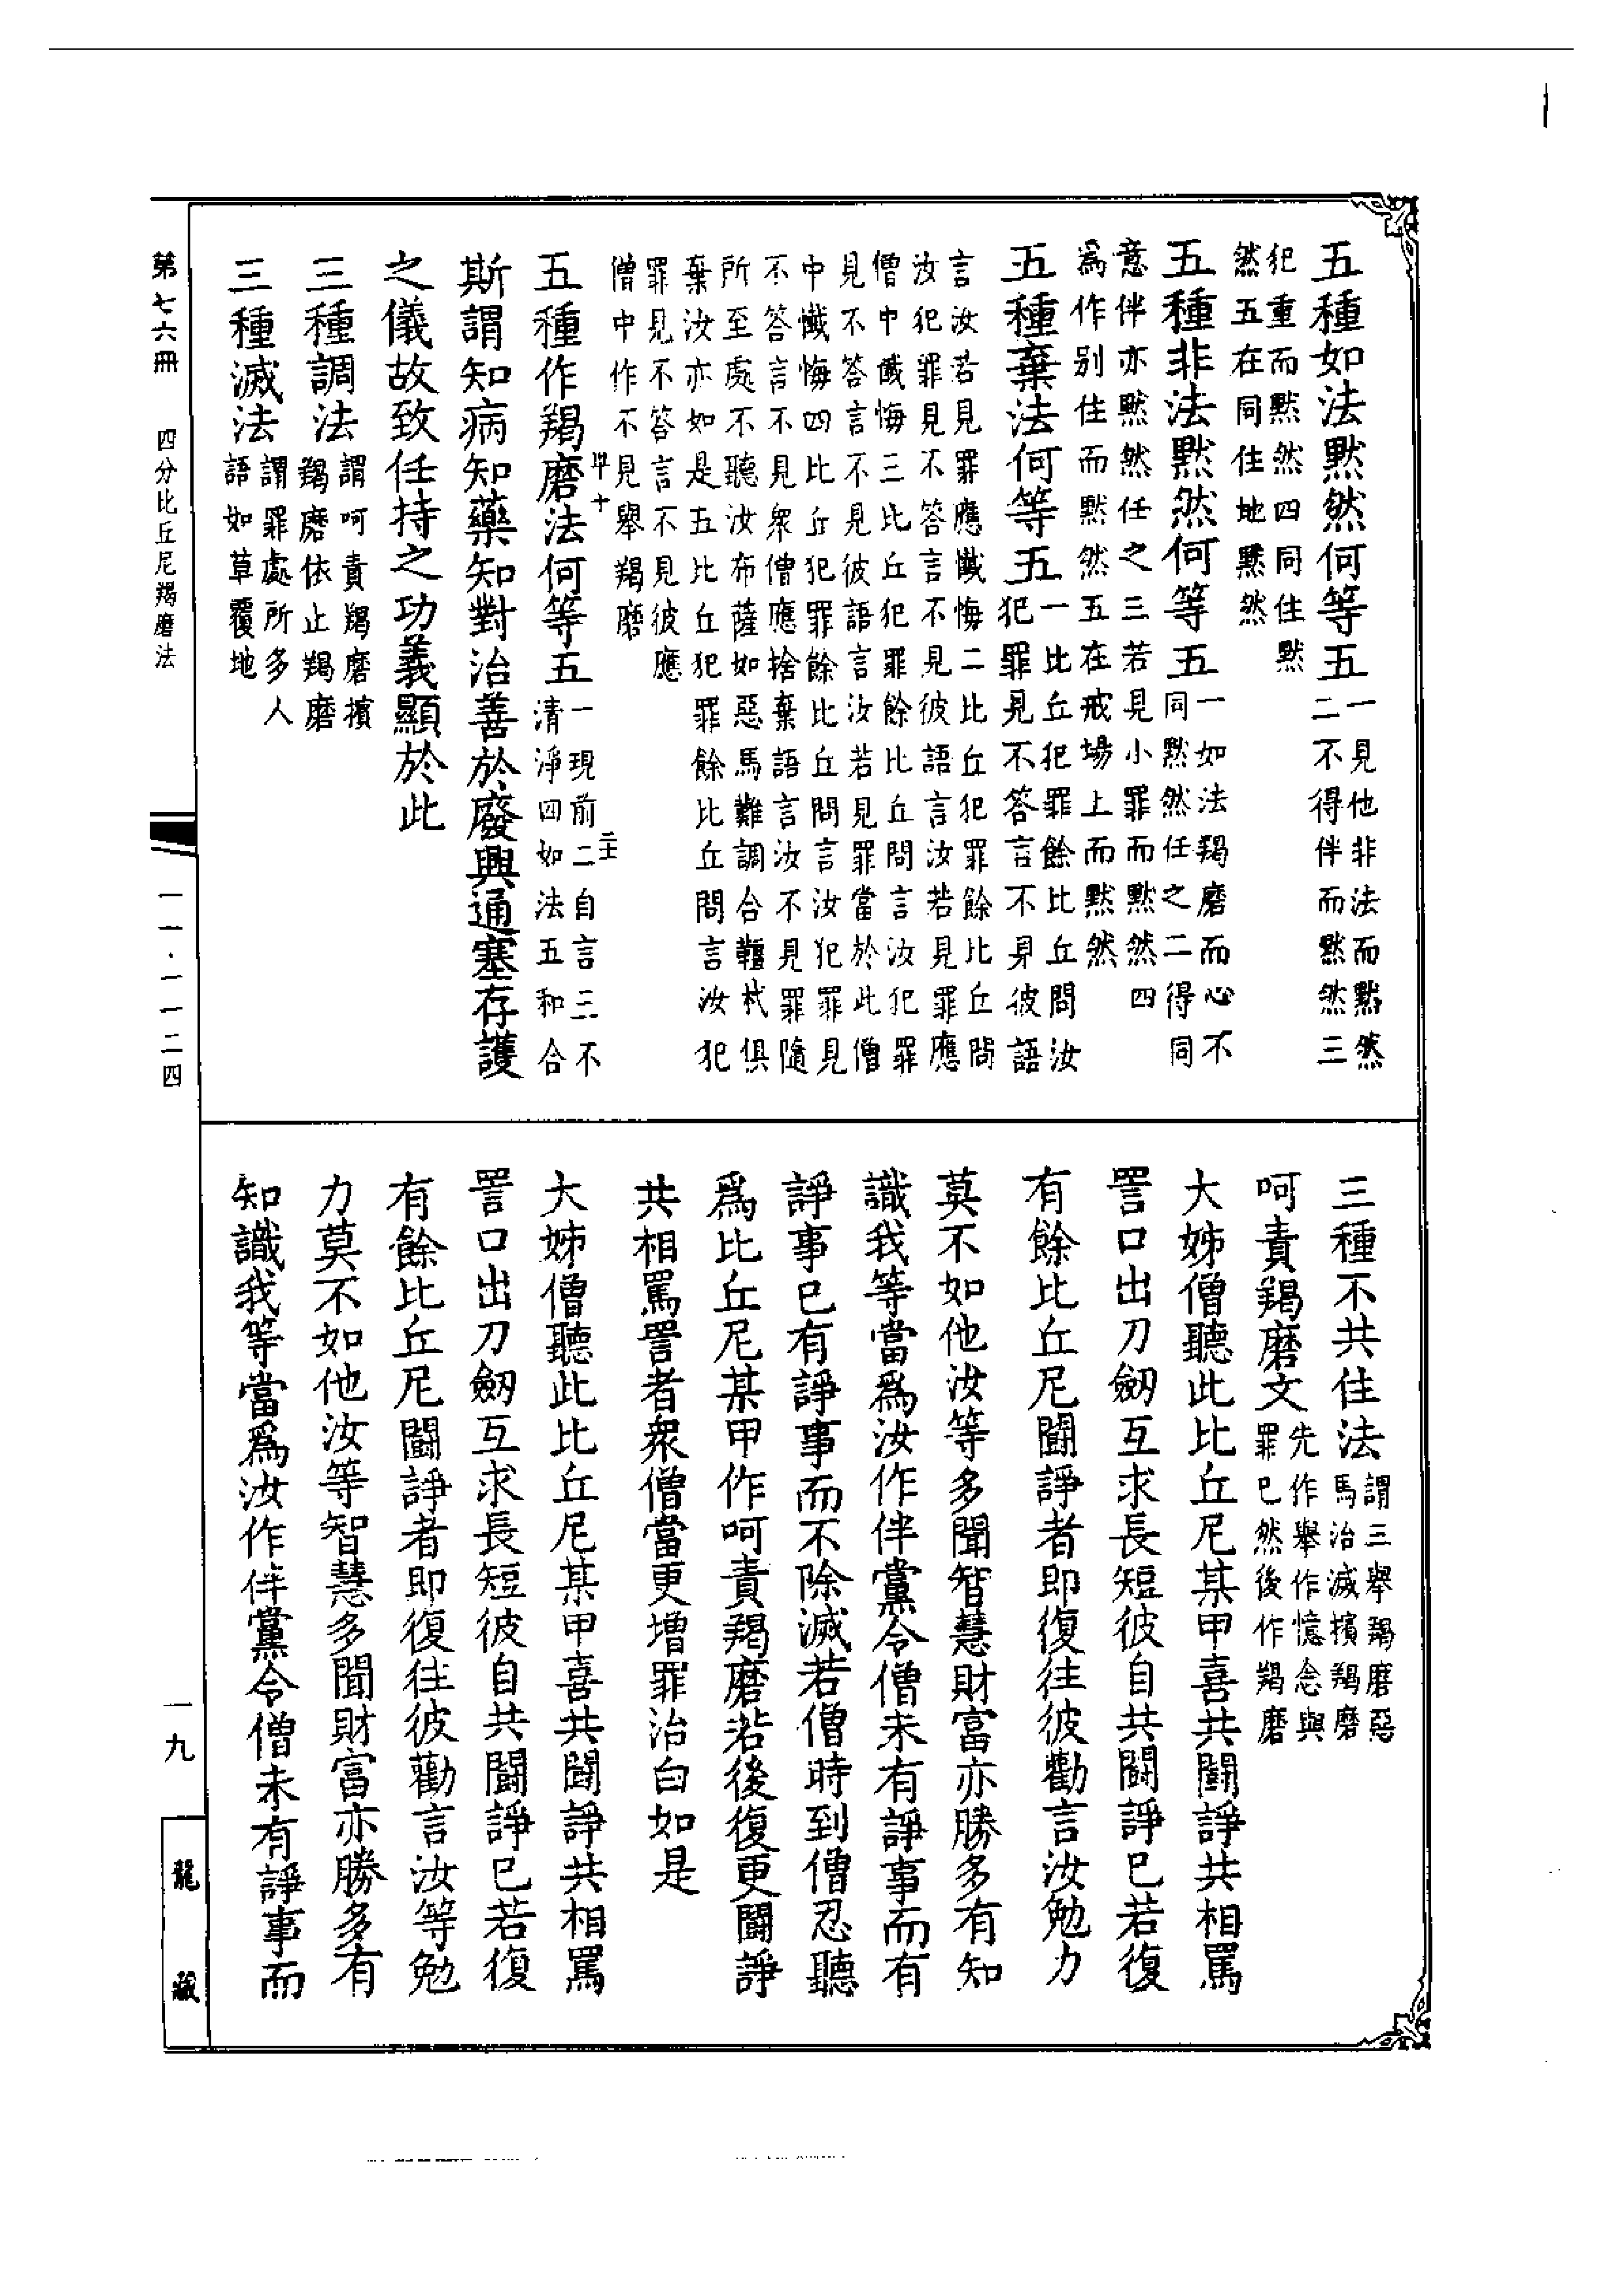 五種如法黙然何等五一見他非法而黙然
二不得伴而黙然三
犯重而黙然四同住黙
然五在同住地黙然
五種非法黙然何等五一如法羯磨而心不
同黙然任之二得同
意伴亦黙然任之三若見小罪而黙然四
為作别住而黙然五在戒場上而黙然
五種棄法何等五一比丘犯罪餘比丘問汝
犯罪見不答言不見彼語
言汝若見罪應懺悔二比丘犯罪餘比丘問
汝犯罪見不答言不見彼語言汝若見罪應
僧中懺悔三比丘犯罪餘比丘問言汝犯罪
見不答言不見彼語言汝若見罪當於此僧
中懺悔四比丘犯罪餘比丘問言汝犯罪見
不答言不見衆僧應捨棄語言汝不見罪隨
所至處不聽汝布薩如惡馬難調合韁杙俱
棄汝亦如是五比丘犯罪餘比丘問言汝犯
罪見不答言不見彼應
僧中作不見舉羯磨
五種作羯磨法何等五一現前二自言三不
清淨四如法五和合
斯謂知病知藥知對治善於廢興通塞存護
之儀故致任持之功義顯於此
三種調法謂呵責羯磨擯
羯磨依止羯磨
三種滅法謂罪處所多人
語如草覆地
第七六冊　四分比丘尼羯磨法　一一·一一二四
三種不共住法謂三舉羯磨惡
馬治滅擯羯磨
呵責羯磨文先作舉作憶念與
罪巳然後作羯磨
大姊僧聽此比丘尼某甲喜共鬪諍共相罵
詈口出刀劒互求長短彼自共鬪諍巳若復
有餘比丘尼鬪諍者即復往彼勸言汝勉力
莫不如他汝等多聞智慧財富亦勝多有知
識我等當爲汝作伴黨令僧未有諍事而有
諍事巳有諍事而不除滅若僧時到僧忍聽
爲比丘尼某甲作呵責羯磨若後復更鬪諍
共相罵詈者衆僧當更增罪治白如是
大姊僧聽此比丘尼某甲喜共鬪諍共相罵
詈口出刀劒互求長短彼自共鬪諍巳若復
有餘比丘尼鬪諍者即復往彼勸言汝等勉
力莫不如他汝等智慧多聞財富亦勝多有
知識我等當爲汝作伴黨令僧未有諍事而
一九
龍藏